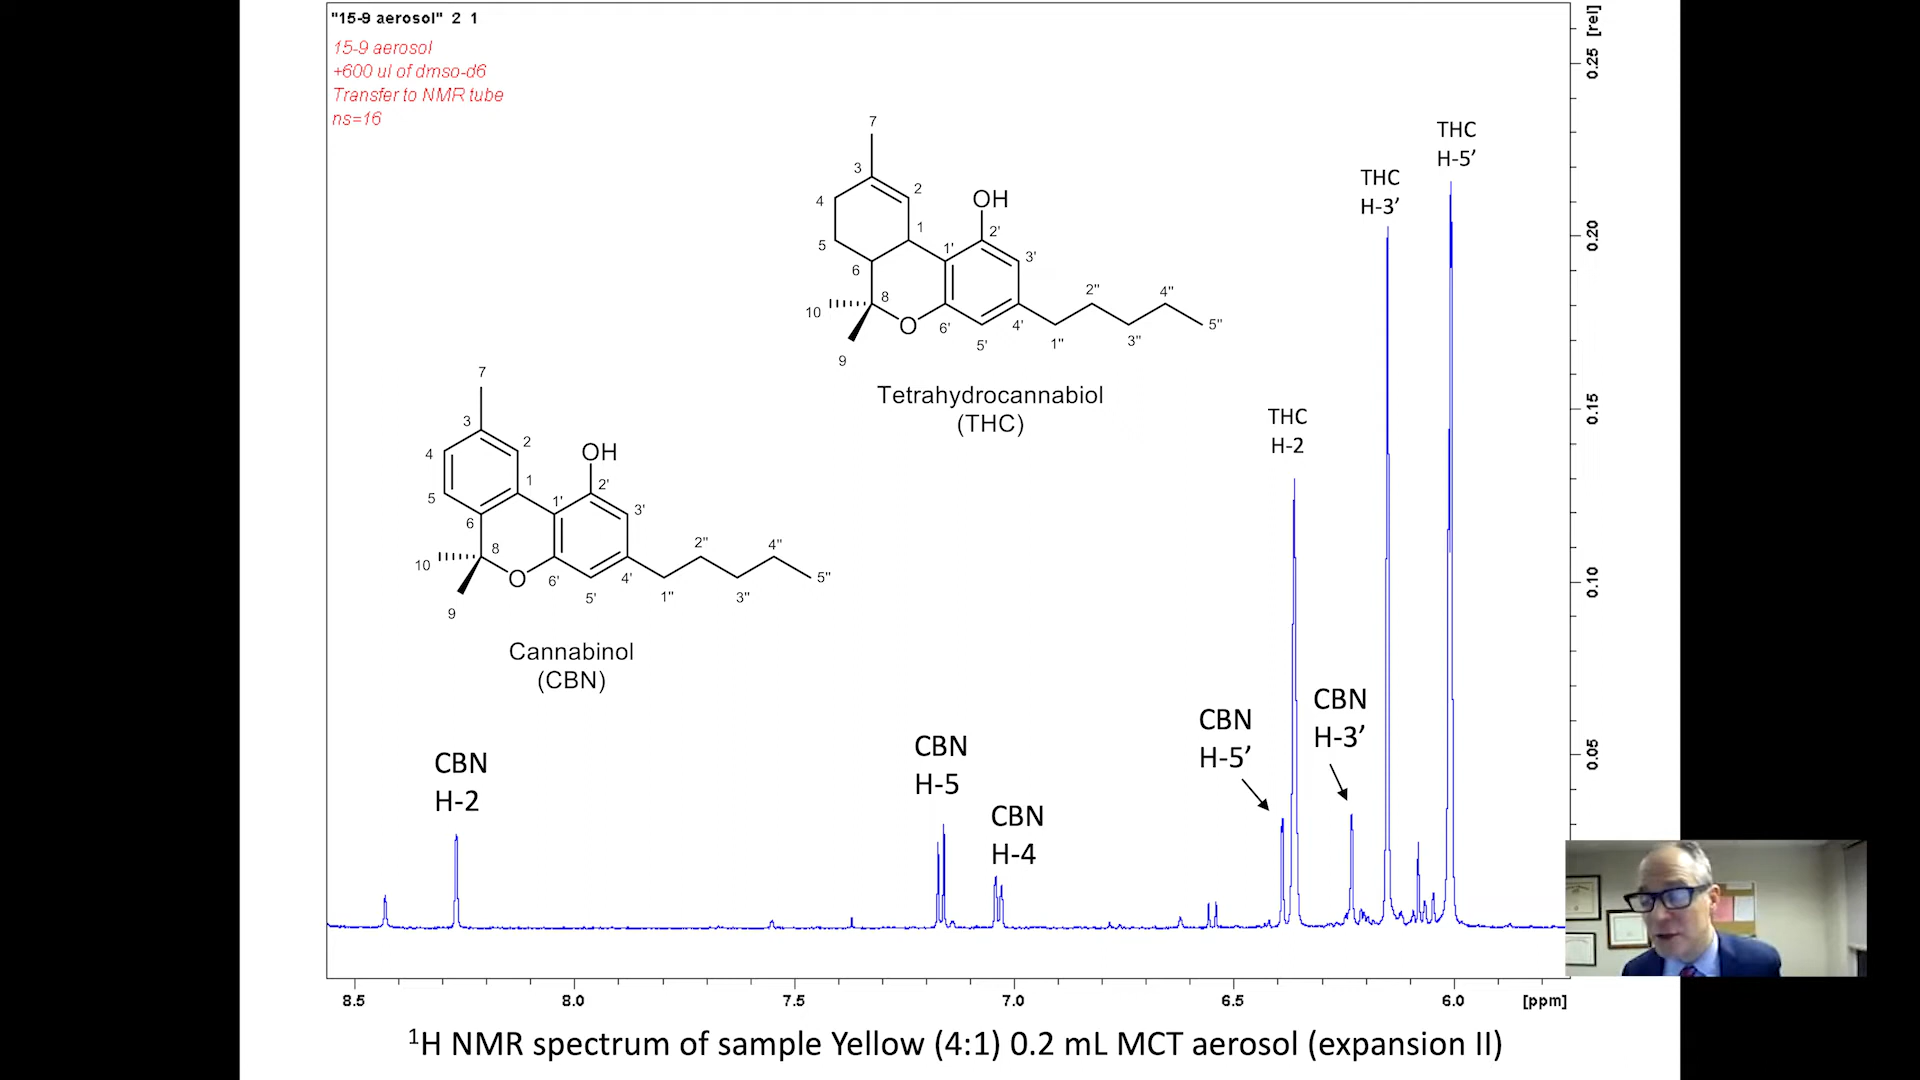 "15-9 aerosol" 2 1
15-9 aerosol
+600 ul of dmso-d6
Transfer to NMR tube
ns=16
[rel]
0.25
0.20
0.15
0.10
0.05
THC
H-5'
THC
H-3'
THC
H-2
7
3
2
4
OH
1
2'
5
1'
3'
6
8
10
O
6'
4'
5'
9
1''
2''
3''
4''
5''
Tetrahydrocannabiol
(THC)
7
3
2
4
OH
1
2'
5
1'
3'
6
8
10
O
6'
4'
5'
9
1''
2''
3''
4''
5''
Cannabinol
(CBN)
CBN
H-2
CBN
H-5
CBN
H-4
CBN
H-5’
CBN
H-3’
8.5 8.0 7.5 7.0 6.5 6.0 [ppm]
1H NMR spectrum of sample Yellow (4:1) 0.2 mL MCT aerosol (expansion II)